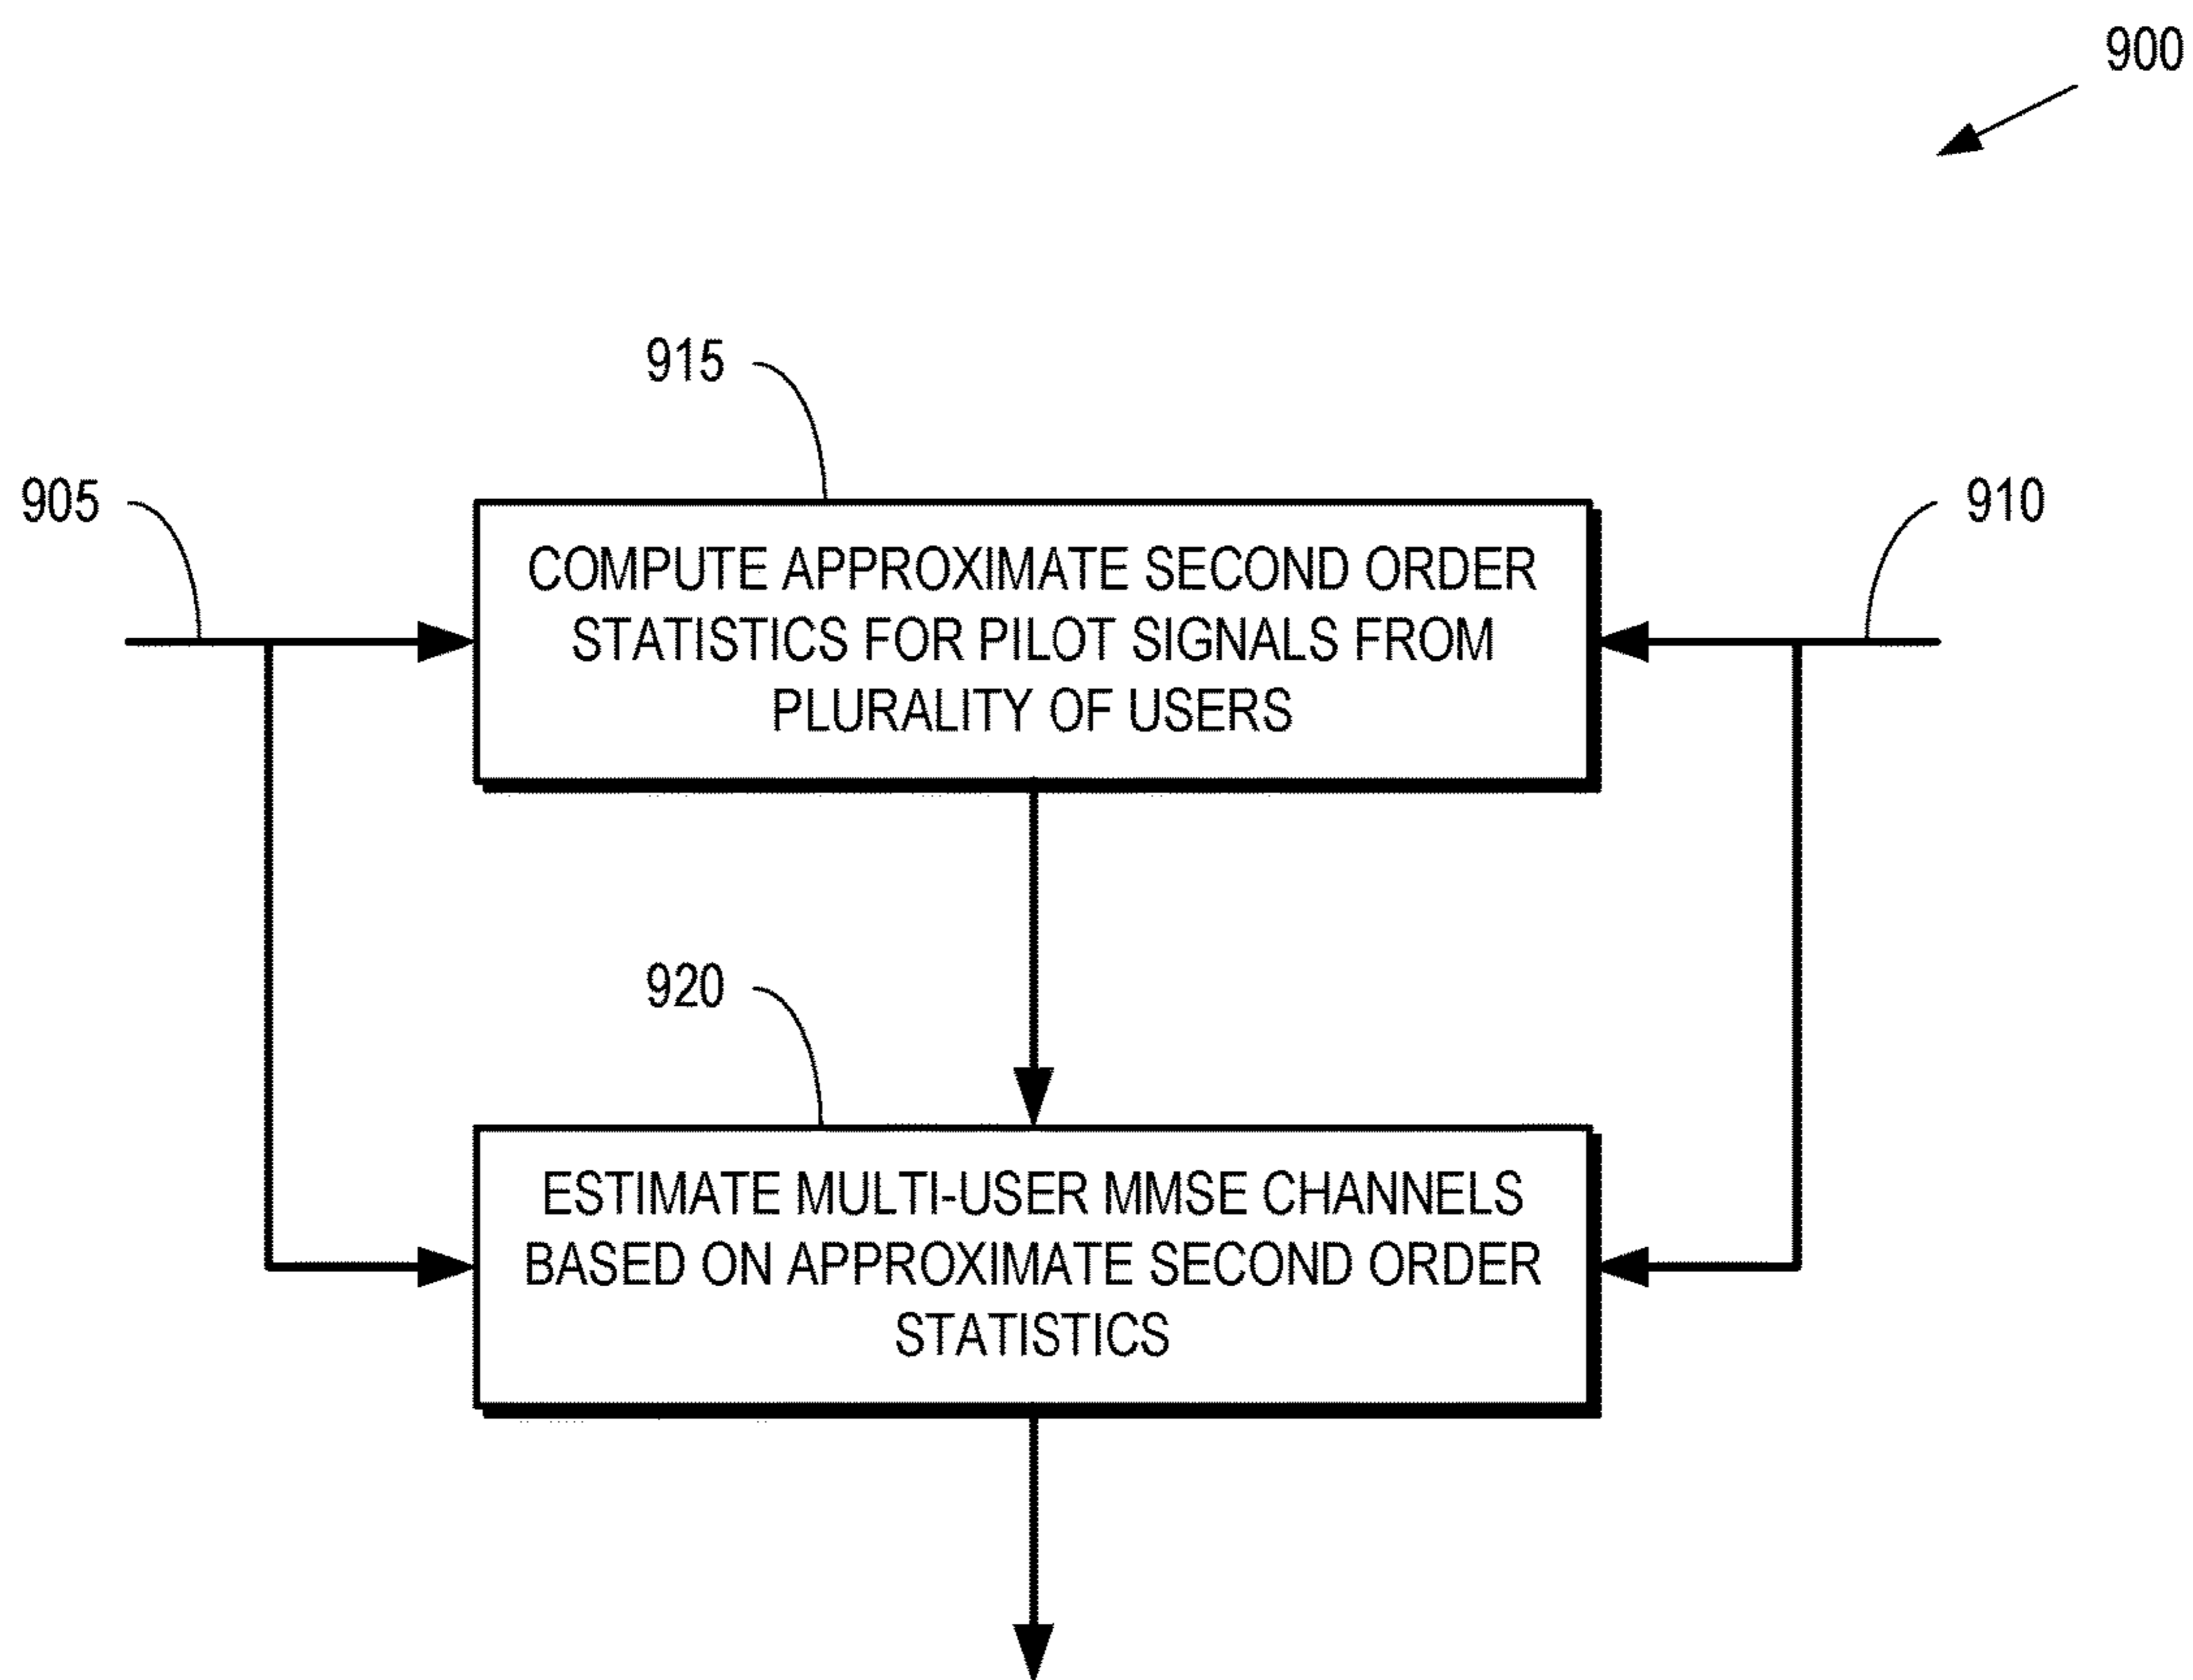 900
915
905
910
COMPUTE APPROXIMATE SECOND ORDER
STATISTICS FOR PILOT SIGNALS FROM
PLURALITY OF USERS
920
ESTIMATE MULTI-USER MMSE CHANNELS
BASED ON APPROXIMATE SECOND ORDER
STATISTICS